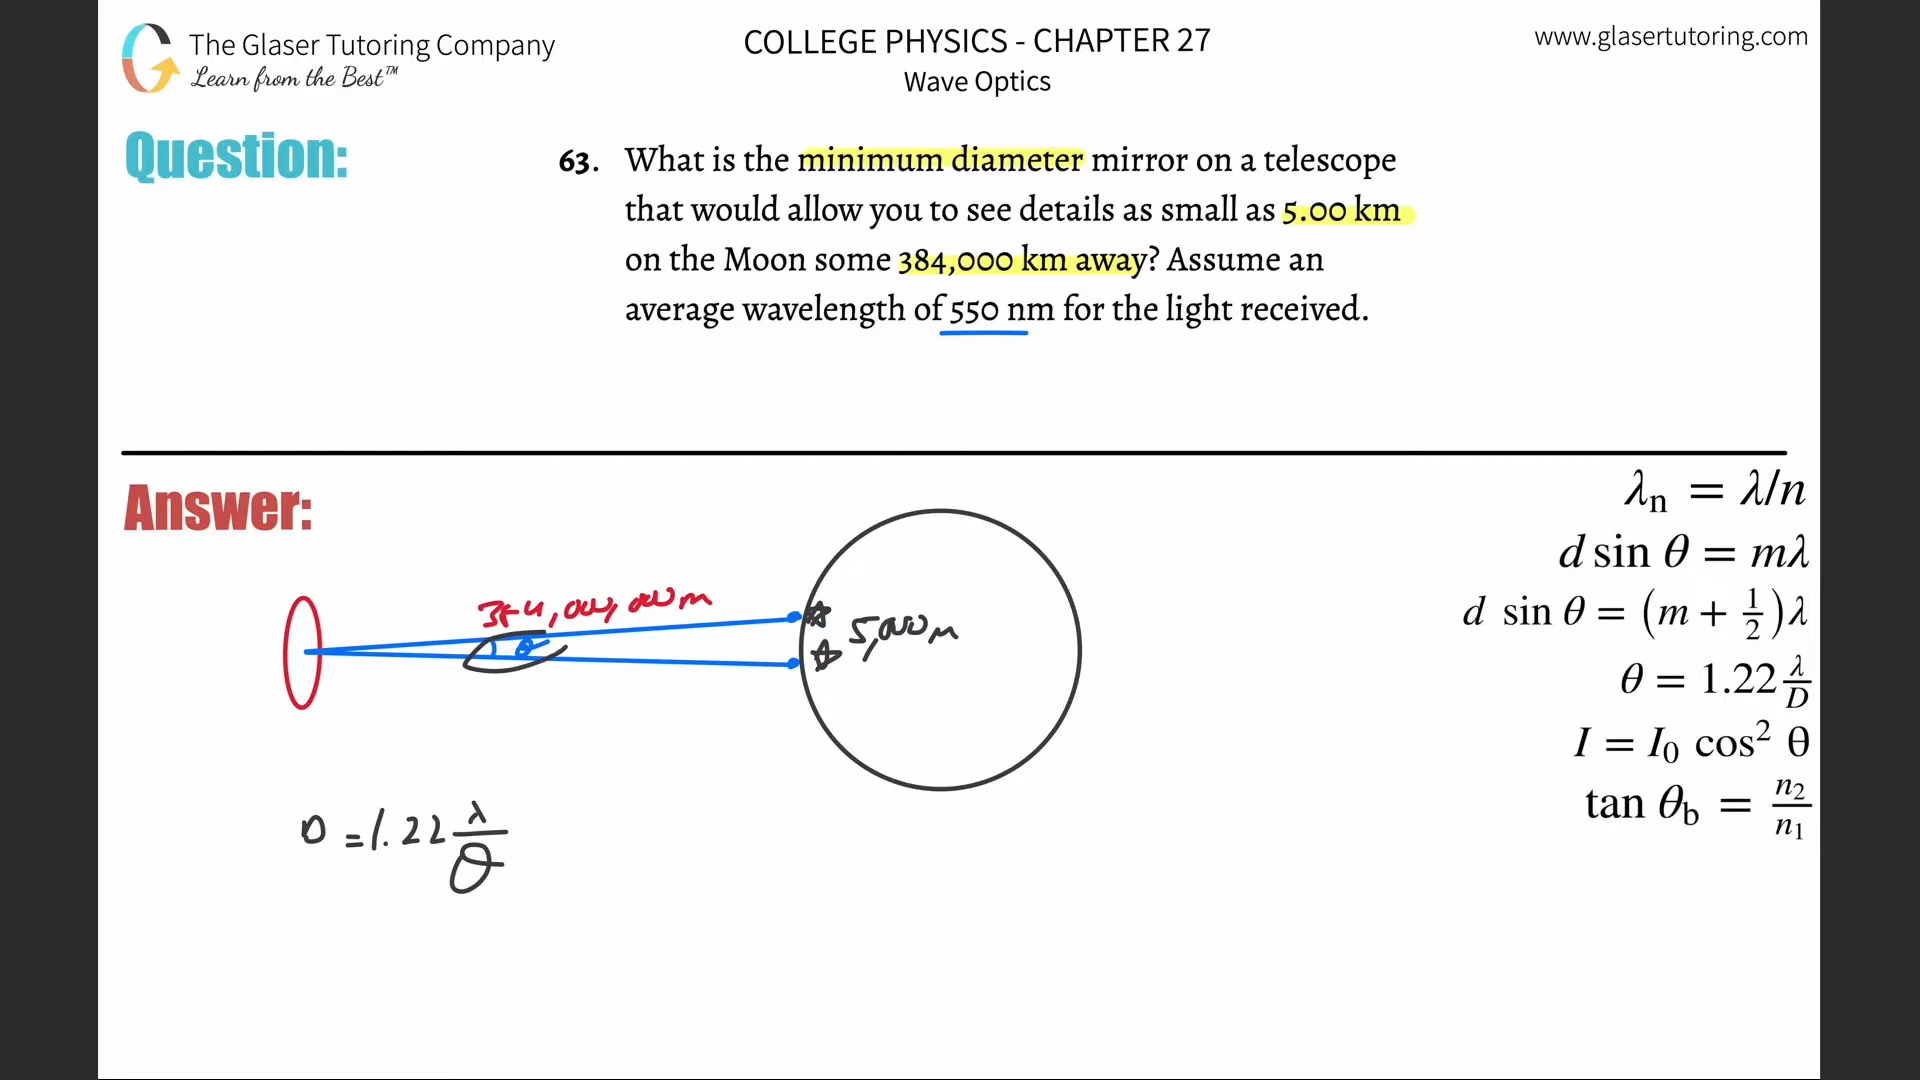 The Glaser Tutoring Company
Learn from the Best™
COLLEGE PHYSICS - CHAPTER 27
Wave Optics
www.glasertutoring.com
Question:
63. What is the minimum diameter mirror on a telescope
that would allow you to see details as small as 5.00 km
on the Moon some 384,000 km away? Assume an
average wavelength of 550 nm for the light received.
Answer:
384,000,000m
θ
5,000m
D = 1.22 λ/θ
λn = λ/n
d sin θ = mλ
d sin θ = (m + 1/2)λ
θ = 1.22 λ/D
I = I0 cos² θ
tan θb = n2/n1